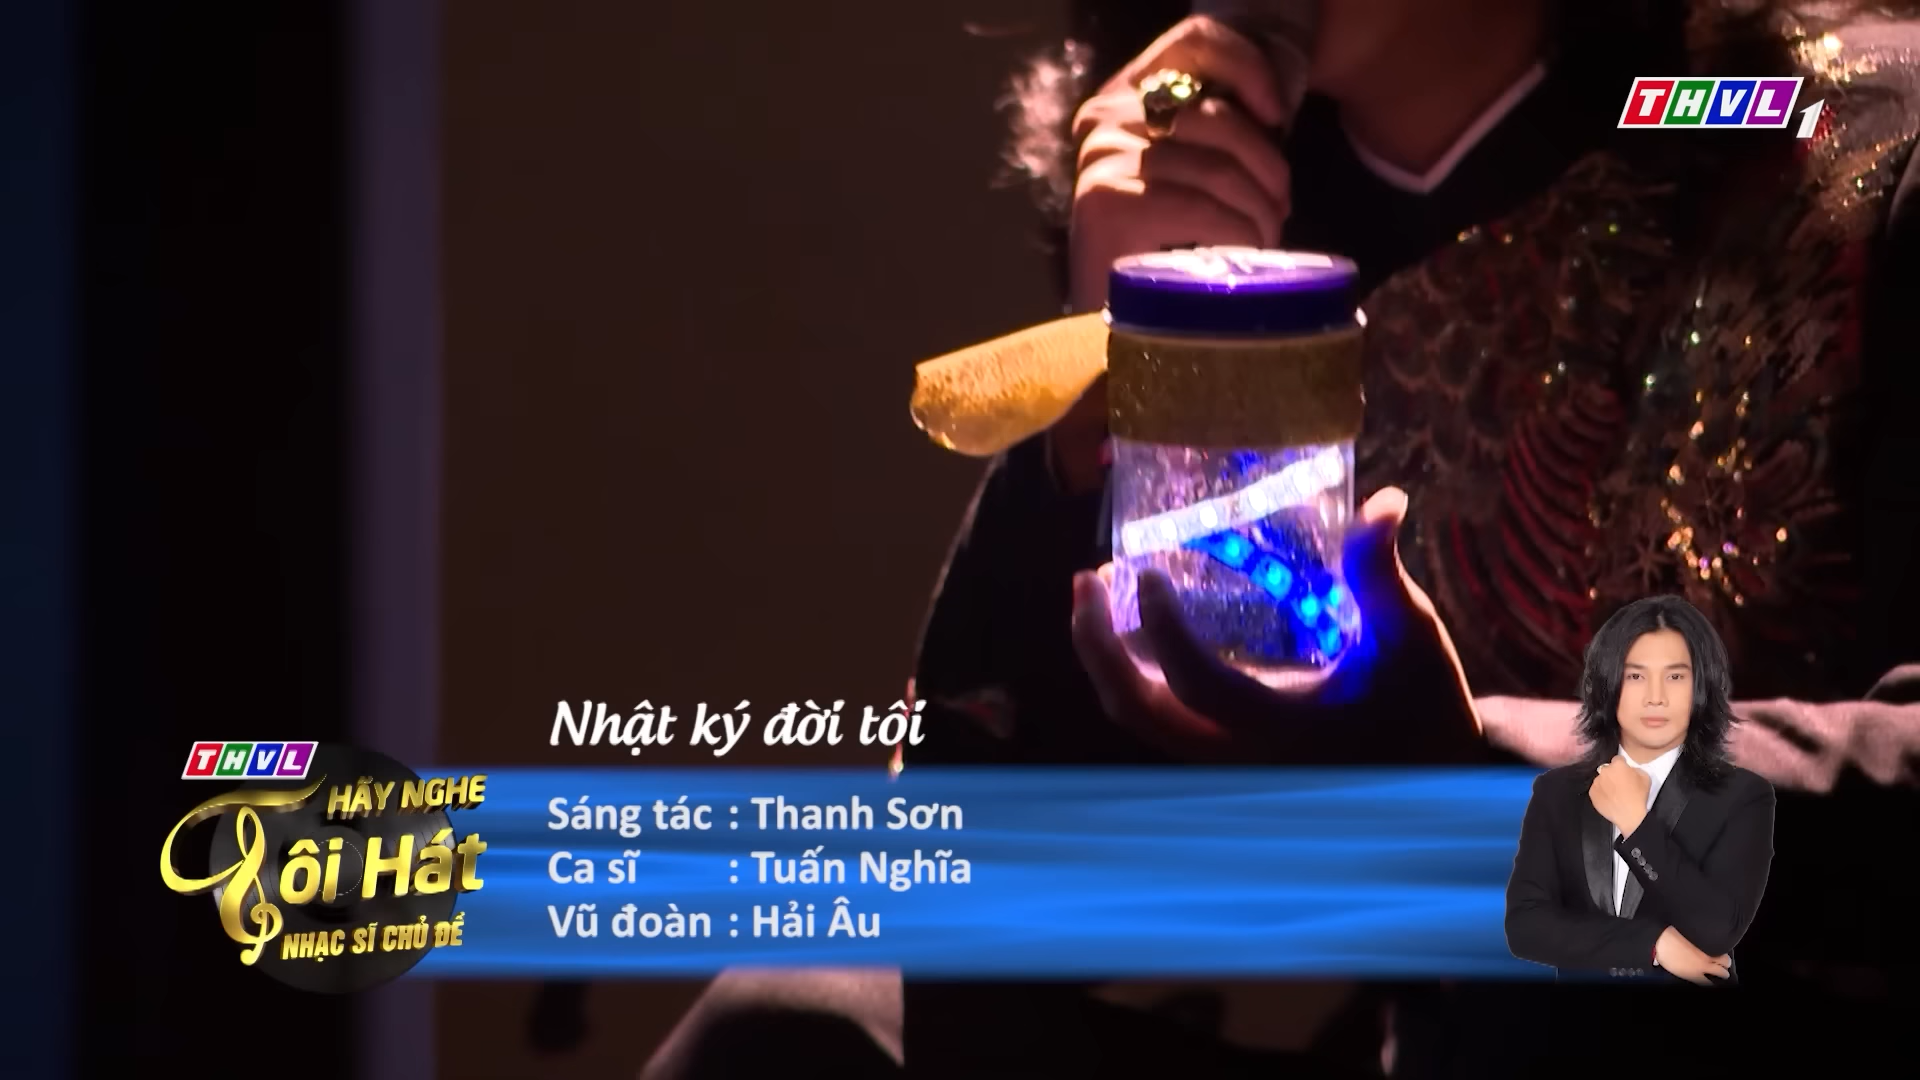 THVL1
Nhật ký đời tôi
THVL
HÃY NGHE
Tôi Hát
NHẠC SĨ CHỦ ĐỀ
Sáng tác : Thanh Sơn
Ca sĩ : Tuấn Nghĩa
Vũ đoàn : Hải Âu